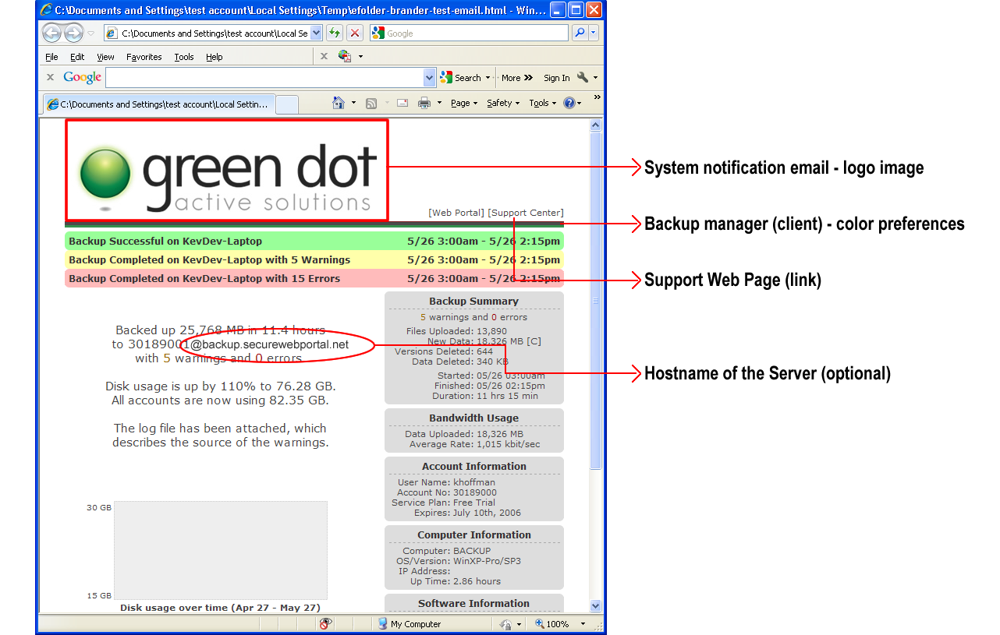 C:\Documents and Settings\test account\Local Settings\Temp\efolder-brander-test-email.html - Win...
C:\Documents and Settings\test account\Local Se
Google
File Edit View Favorites Tools Help
x
x Google Search More >> Sign In
C:\Documents and Settings\test account\Local Settin...
Page Safety Tools
green dot
active solutions
System notification email - logo image
[Web Portal] [Support Center]
Backup manager (client) - color preferences
Backup Successful on KevDev-Laptop 5/26 3:00am - 5/26 2:15pm
Backup Completed on KevDev-Laptop with 5 Warnings 5/26 3:00am - 5/26 2:15pm
Backup Completed on KevDev-Laptop with 15 Errors 5/26 3:00am - 5/26 2:15pm
Support Web Page (link)
Backed up 25,768 MB in 11.4 hours
to 30189001@backup.securewebportal.net
with 5 warnings and 0 errors
Disk usage is up by 110% to 76.28 GB.
All accounts are now using 82.35 GB.
The log file has been attached, which
describes the source of the warnings.
30 GB
15 GB
Disk usage over time (Apr 27 - May 27)
Backup Summary
5 warnings and 0 errors
Files Uploaded: 13,890
New Data: 18,326 MB [C]
Versions Deleted: 644
Data Deleted: 340 KB
Started: 05/26 03:00am
Finished: 05/26 02:15pm
Duration: 11 hrs 15 min
Hostname of the Server (optional)
Bandwidth Usage
Data Uploaded: 18,326 MB
Average Rate: 1,015 kbit/sec
Account Information
User Name: khoffman
Account No: 30189000
Service Plan: Free Trial
Expires: July 10th, 2006
Computer Information
Computer: BACKUP
OS/Version: WinXP-Pro/SP3
IP Address:
Up Time: 2.86 hours
Software Information
My Computer 100%